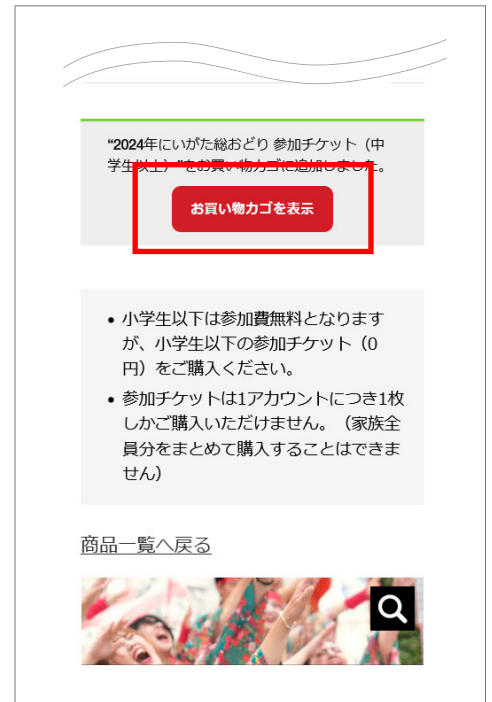 “2024年にいがた総おどり 参加チケット（中
学生以上）”をお買い物カゴに追加しました。
お買い物カゴを表示
• 小学生以下は参加費無料となります
が、小学生以下の参加チケット（0
円）をご購入ください。
• 参加チケットは1アカウントにつき1枚
しかご購入いただけません。（家族全
員分をまとめて購入することはできま
せん）
商品一覧へ戻る